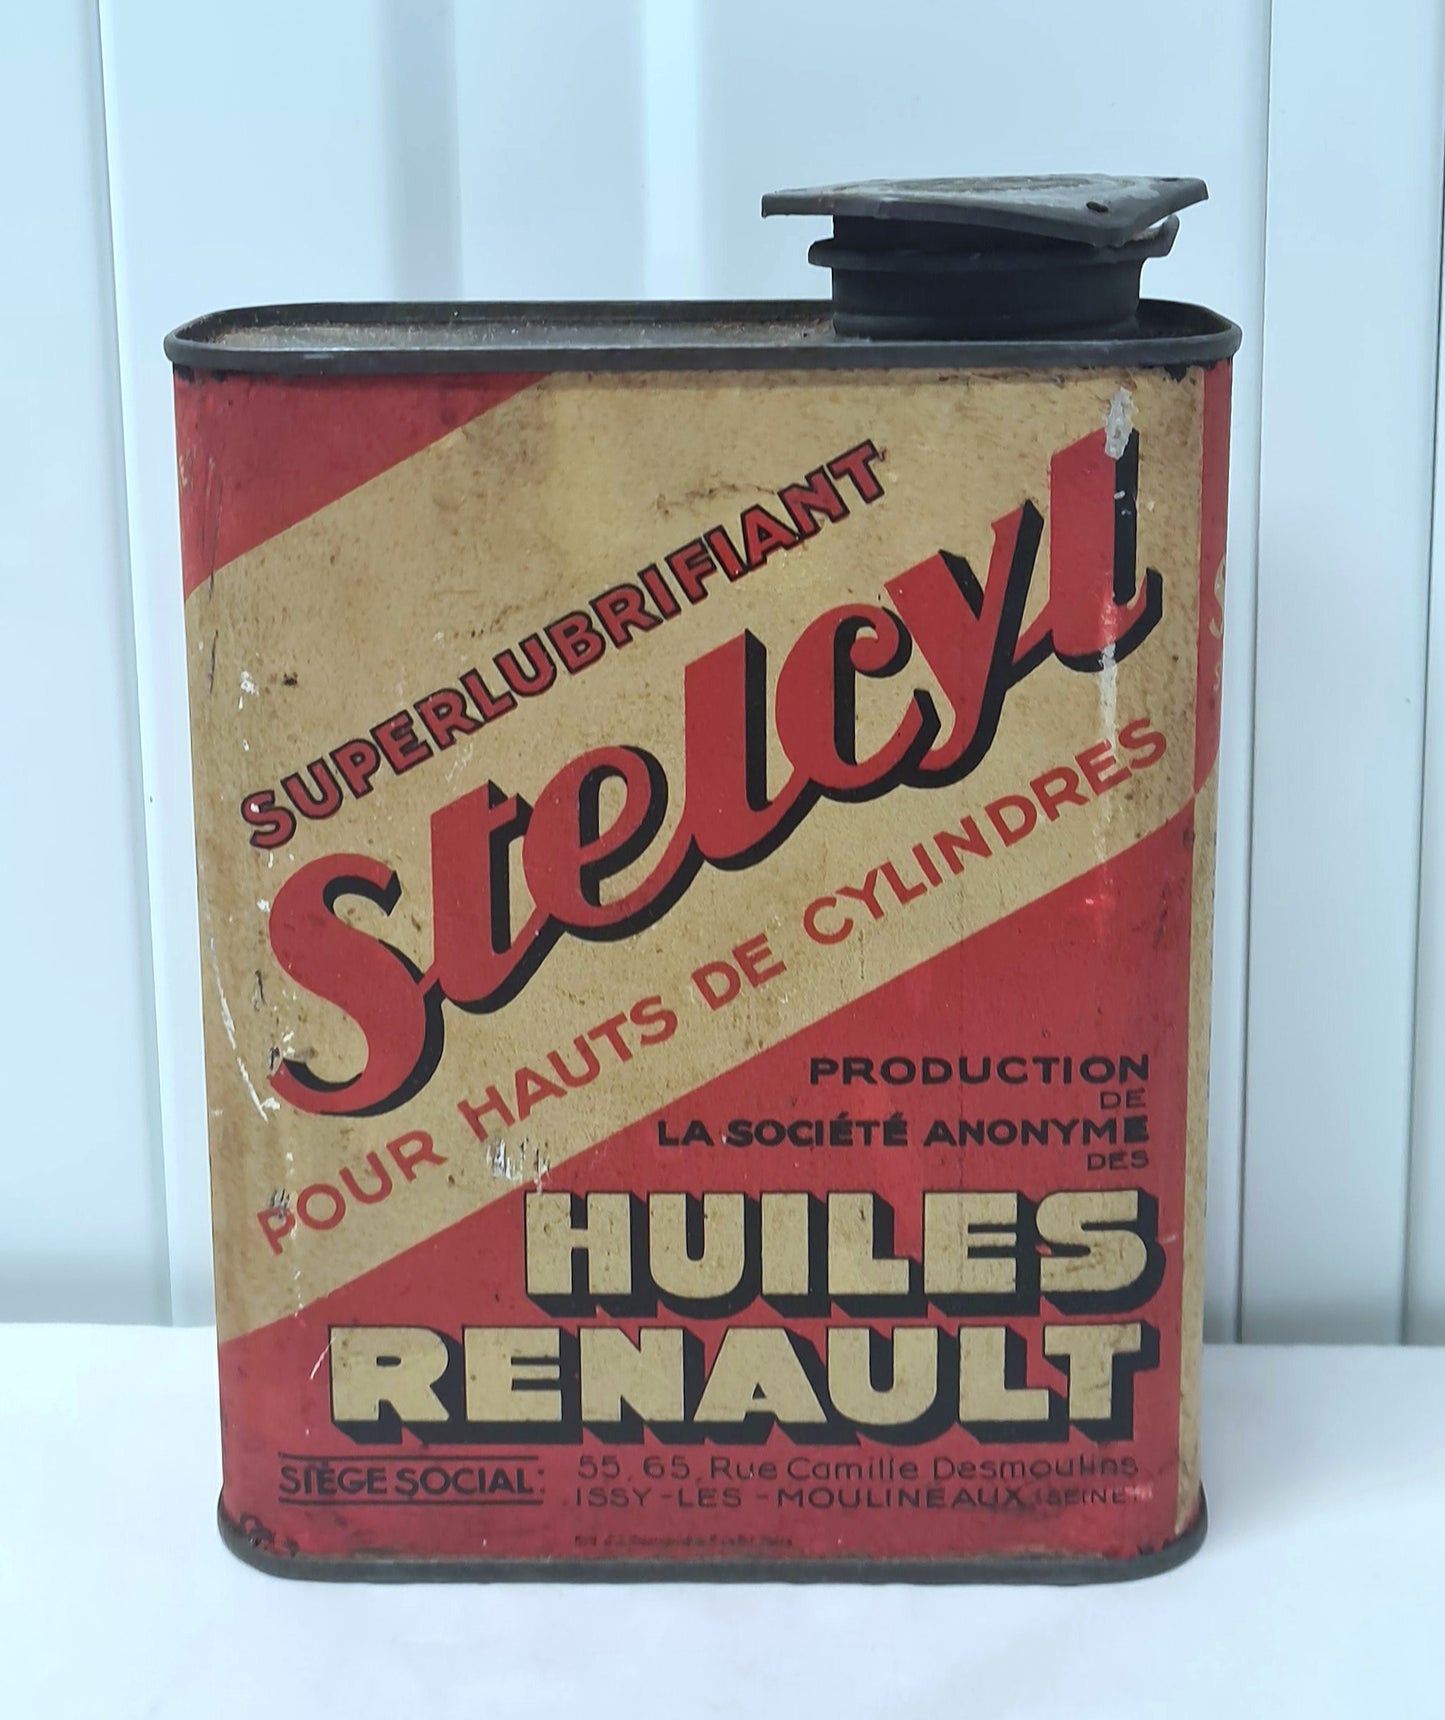 SUPERLUBRIFIANT
Stelcyl
POUR HAUTS DE CYLINDRES
PRODUCTION
DE
LA SOCIÉTÉ ANONYME
DES
HUILES
RENAULT
SIÈGE SOCIAL: 55, 65, Rue Camille Desmoulins
ISSY-LES-MOULINEAUX (SEINE)